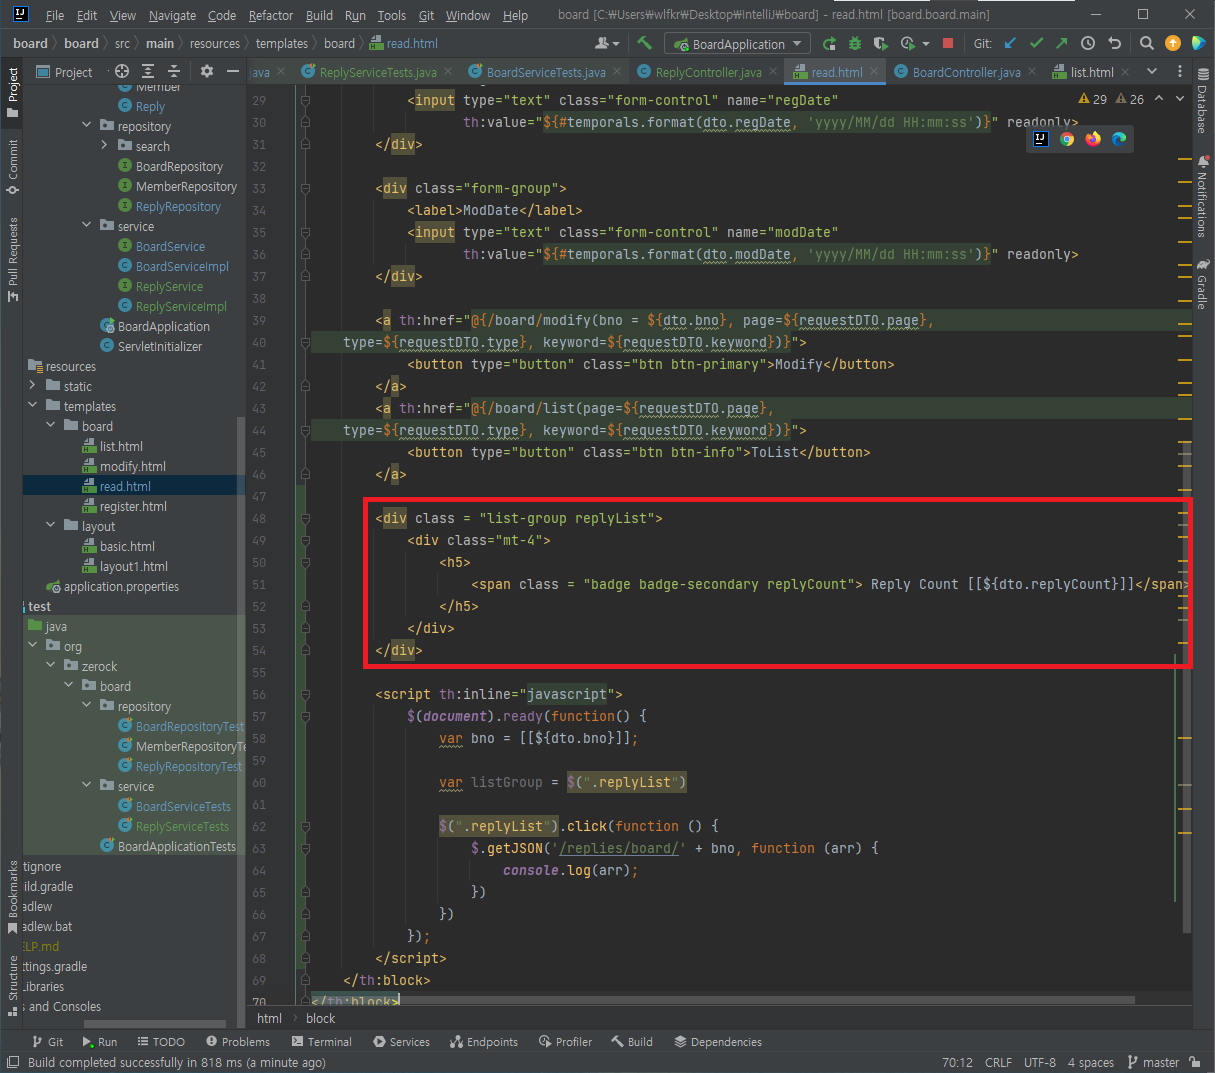 File Edit View Navigate Code Refactor Build Run Tools Git Window Help board [C:₩Users₩wlfkr₩Desktop₩IntelliJ₩board] - read.html [board.board.main]
board board src main resources templates board read.html BoardApplication Git:
Project java ReplyServiceTests.java BoardServiceTests.java ReplyController.java read.html BoardController.java list.html
Project
Commit
Pull Requests
Bookmarks
Structure
Member
Reply
repository
search
BoardRepository
MemberRepository
ReplyRepository
service
BoardService
BoardServiceImpl
ReplyService
ReplyServiceImpl
BoardApplication
ServletInitializer
resources
static
templates
board
list.html
modify.html
read.html
register.html
layout
basic.html
layout1.html
application.properties
test
java
org
zerock
board
repository
BoardRepositoryTest
MemberRepositoryTe
ReplyRepositoryTest
service
BoardServiceTests
ReplyServiceTests
BoardApplicationTests
tignore
ild.gradle
adlew
adlew.bat
ELP.md
ttings.gradle
Libraries
s and Consoles
29 26
29 <input type="text" class="form-control" name="regDate"
30 th:value="${#temporals.format(dto.regDate, 'yyyy/MM/dd HH:mm:ss')}" readonly>
31 </div>
32
33 <div class="form-group">
34 <label>ModDate</label>
35 <input type="text" class="form-control" name="modDate"
36 th:value="${#temporals.format(dto.modDate, 'yyyy/MM/dd HH:mm:ss')}" readonly>
37 </div>
38
39 <a th:href="@{/board/modify(bno = ${dto.bno}, page=${requestDTO.page},
40 type=${requestDTO.type}, keyword=${requestDTO.keyword})}">
41 <button type="button" class="btn btn-primary">Modify</button>
42 </a>
43 <a th:href="@{/board/list(page=${requestDTO.page},
44 type=${requestDTO.type}, keyword=${requestDTO.keyword})}">
45 <button type="button" class="btn btn-info">ToList</button>
46 </a>
47
48 <div class = "list-group replyList">
49 <div class="mt-4">
50 <h5>
51 <span class = "badge badge-secondary replyCount"> Reply Count [[${dto.replyCount}]]</span>
52 </h5>
53 </div>
54 </div>
55
56 <script th:inline="javascript">
57 $(document).ready(function() {
58 var bno = [[${dto.bno}]];
59
60 var listGroup = $(".replyList")
61
62 $(".replyList").click(function () {
63 $.getJSON('/replies/board/' + bno, function (arr) {
64 console.log(arr);
65 })
66 })
67 });
68 </script>
69 </th:block>
70 </th:block>
Database
Notifications
Gradle
html block
Git Run TODO Problems Terminal Services Endpoints Profiler Build Dependencies
Build completed successfully in 818 ms (a minute ago) 70:12 CRLF UTF-8 4 spaces master